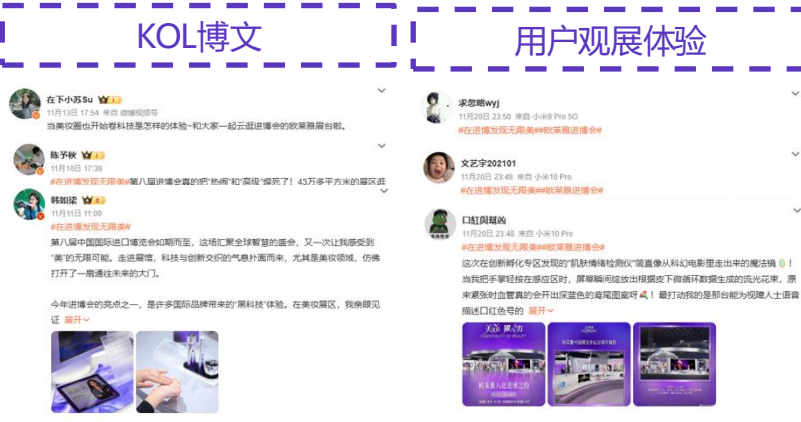 KOL博文
在下小苏Su
11月13日 17:54 来自 微博视频号
当美妆圈也开始卷科技是怎样的体验~和大家一起云逛进博会的欧莱雅展台啦。
陈予秋
11月10日 17:39
#在进博发现无限美#第八届进博会真的把“热闹”和“高级”焊死了！43万多平方米的展区逛
韩如柒
11月11日 11:00
#在进博发现无限美#
第八届中国国际进口博览会如期而至，这场汇聚全球智慧的盛会，又一次让我感受到
“美”的无限可能。走进展馆，科技与创新交织的气息扑面而来，尤其是美妆领域，仿佛
打开了一扇通往未来的大门。
今年进博会的亮点之一，是许多国际品牌带来的“黑科技”体验。在美妆展区，我亲眼见
证 展开
用户观展体验
求忽略wyj
11月20日 23:50 来自 小米9 Pro 5G
#在进博发现无限美##欧莱雅进博会#
文艺宇202101
11月20日 23:48 来自 小米10 Pro
#在进博发现无限美##欧莱雅进博会#
11月20日 23:48 来自 小米10 Pro
#在进博发现无限美##欧莱雅进博会#
这次在创新孵化专区发现的“肌肤情绪检测仪”简直像从科幻电影里走出来的魔法镜！
当我把手掌轻按在感应区时，屏幕瞬间绽放出根据皮下微循环数据生成的流光花束，原
来紧张时血管真的会开出深蓝色的鸢尾图案呀！最打动我的是那台能为视障人士语音
描述口红色号的 展开